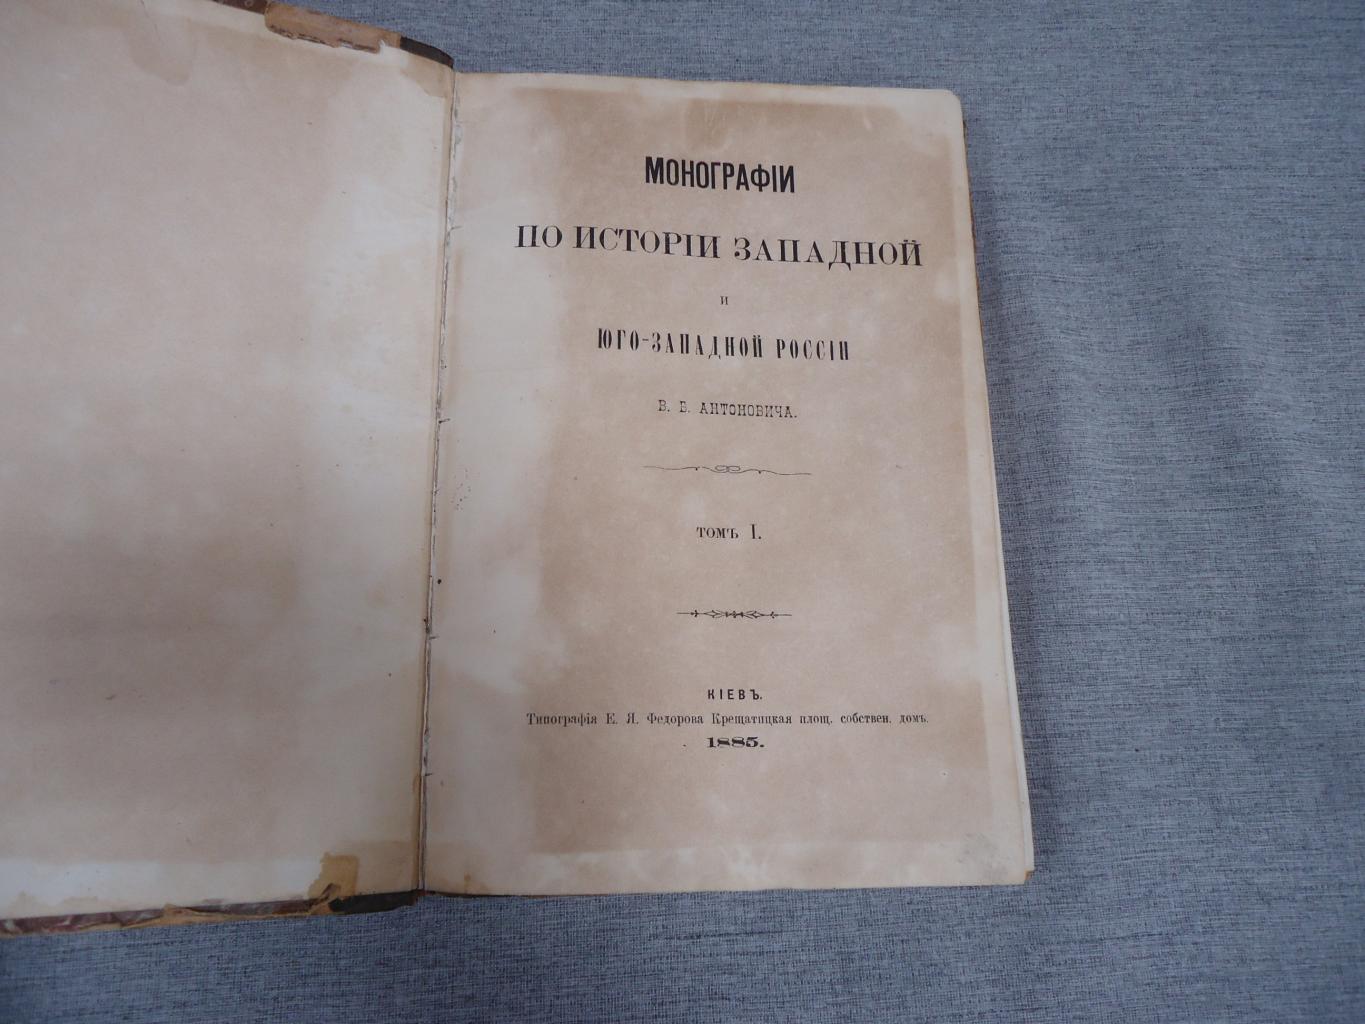 МОНОГРАФІИ
ПО ИСТОРІИ ЗАПАДНОЙ
И
ЮГО-ЗАПАДНОЙ РОССІИ
В. Б. АНТОНОВИЧА.
ТОМЪ I.
КІЕВЪ.
Типографія Е. Я. Федорова Крещатицкая площ. собствен. домъ.
1885.